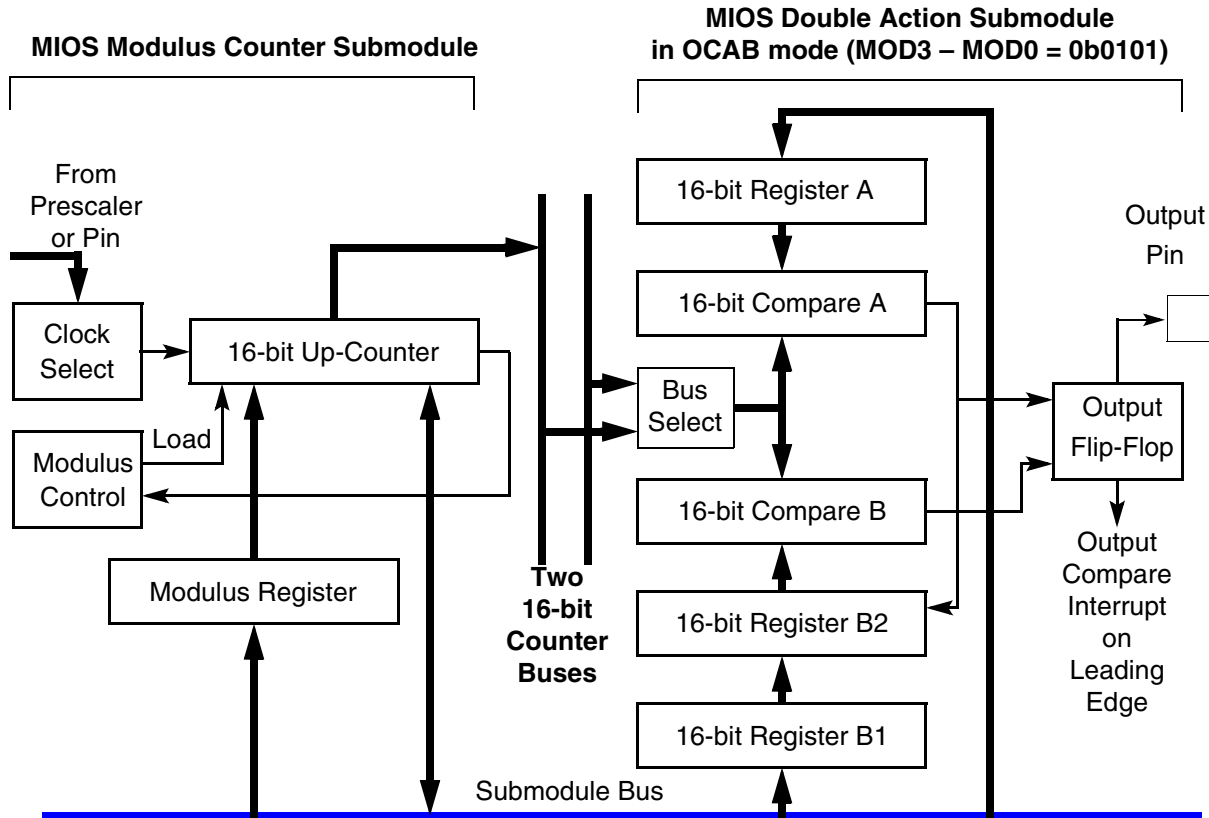 MIOS Modulus Counter Submodule
MIOS Double Action Submodule
in OCAB mode (MOD3 – MOD0 = 0b0101)
From
Prescaler
or Pin
Clock
Select
16-bit Up-Counter
Load
Modulus
Control
Modulus Register
Two
16-bit
Counter
Buses
16-bit Register A
16-bit Compare A
Bus
Select
16-bit Compare B
16-bit Register B2
16-bit Register B1
Output
Pin
Output
Flip-Flop
Output
Compare
Interrupt
on
Leading
Edge
Submodule Bus